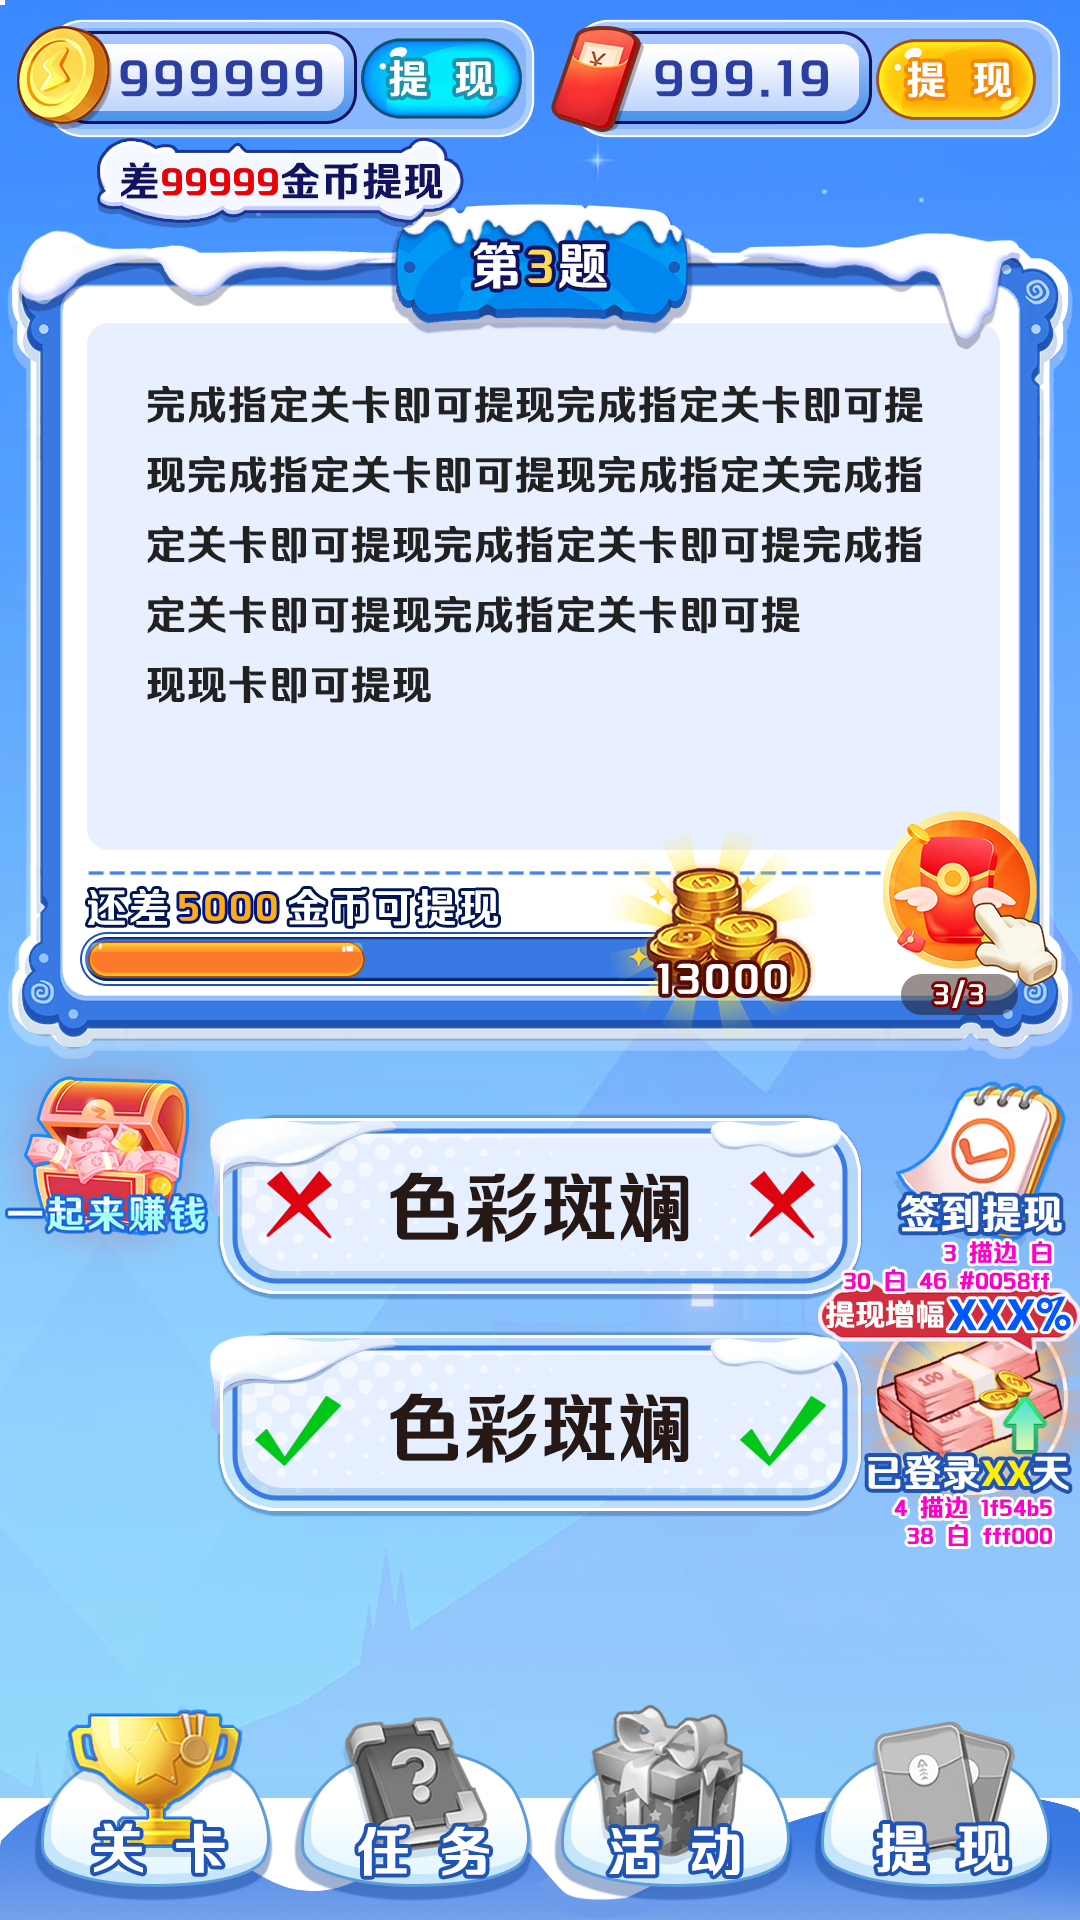 999999 提 现 999.19 提 现
差99999金币提现
第3题
完成指定关卡即可提现完成指定关卡即可提
现完成指定关卡即可提现完成指定关完成指
定关卡即可提现完成指定关卡即可提完成指
定关卡即可提现完成指定关卡即可提
现现卡即可提现
还差5000金币可提现
13000
3/3
一起来赚钱
色彩斑斓
签到提现
3 描边 白
30 白 46 #0058ff
提现增幅XXX%
100
色彩斑斓
已登录XX天
4 描边 1f54b5
38 白 fff000
关 卡
任 务
活 动
提 现